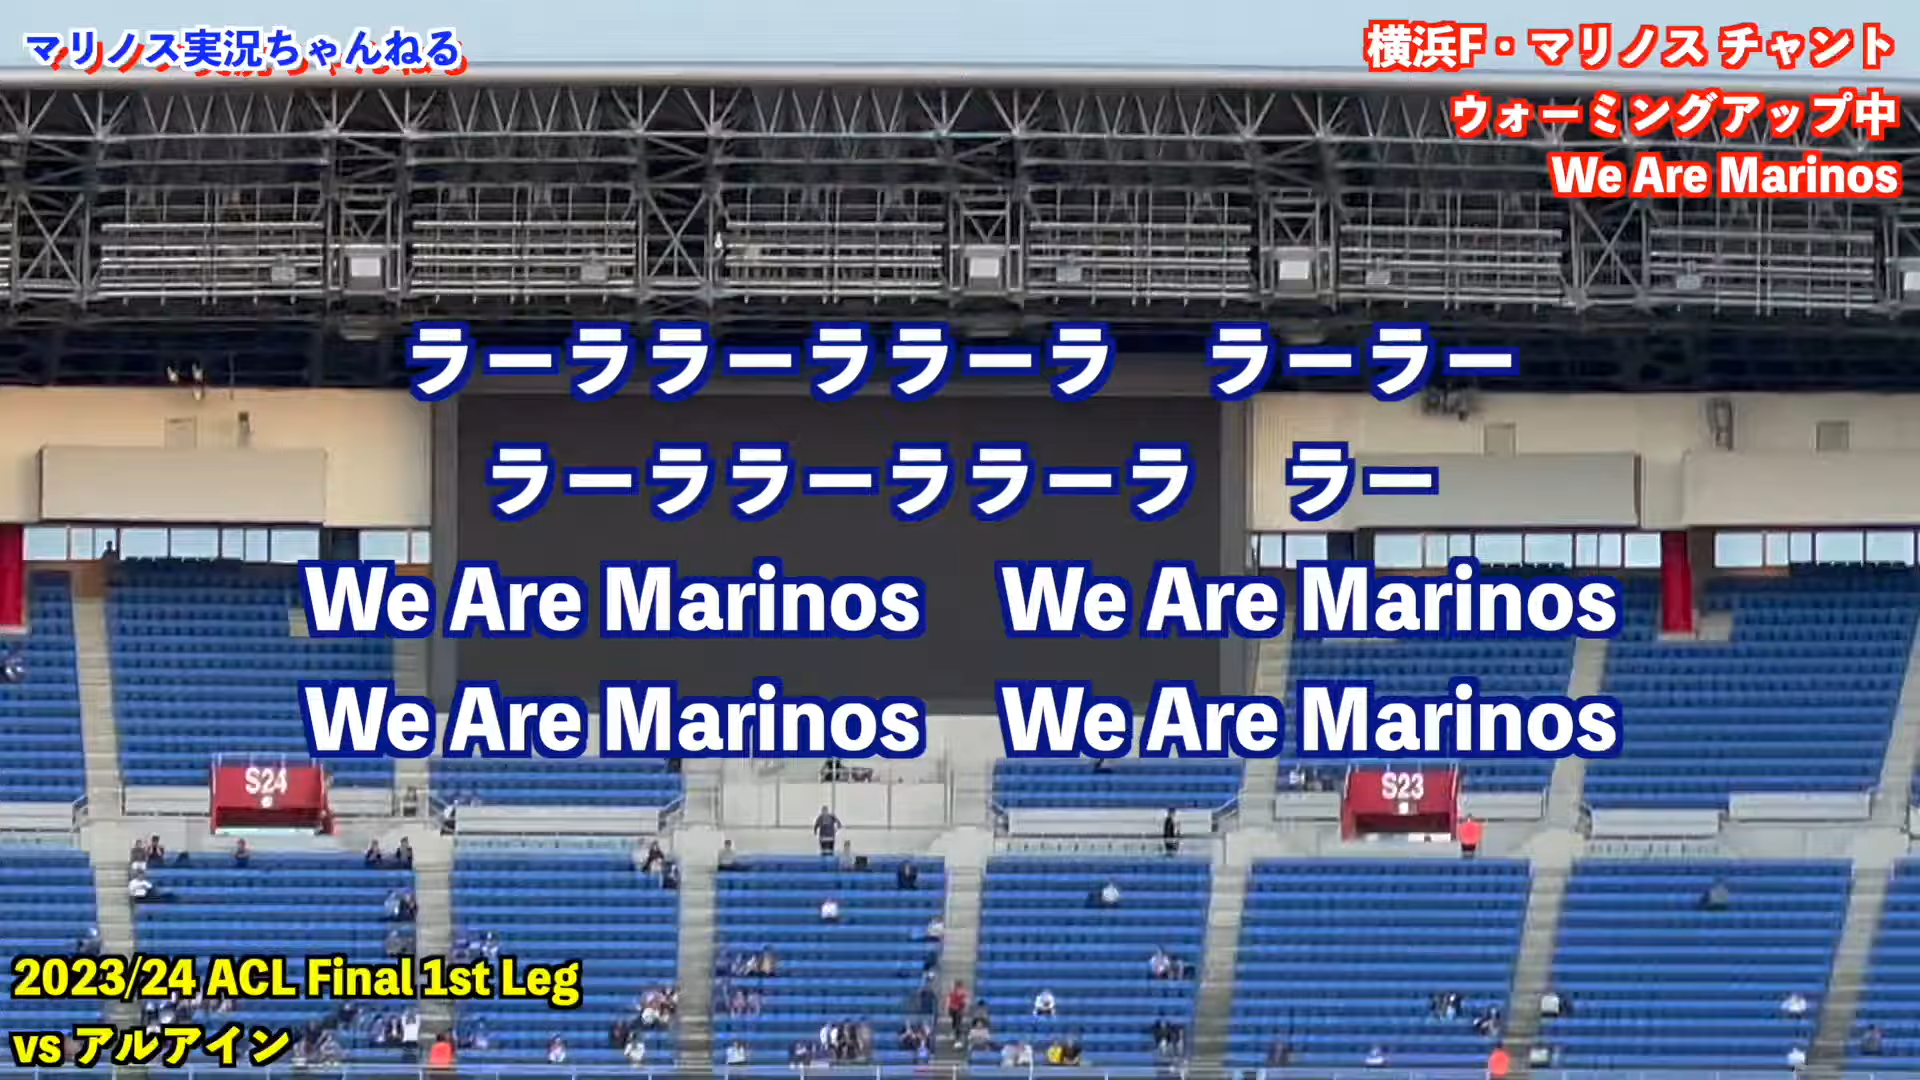 マリノス実況ちゃんねる
横浜F・マリノス チャント
ウォーミングアップ中
We Are Marinos
ラーララーララーラ　ラーラー
ラーララーララーラ　ラー
We Are Marinos　We Are Marinos
We Are Marinos　We Are Marinos
S24
S23
2023/24 ACL Final 1st Leg
vs アルアイン